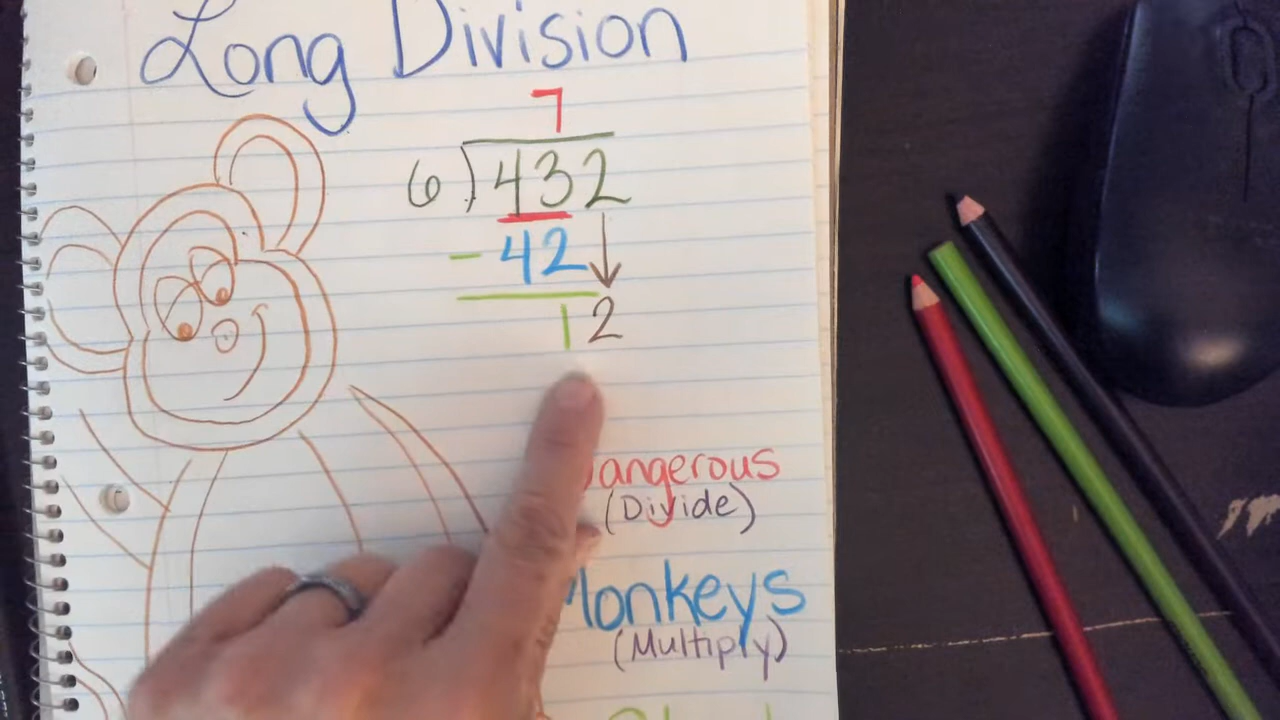 Long Division
7
6)432
- 42
12
angerous
(Divide)
Monkeys
(Multiply)